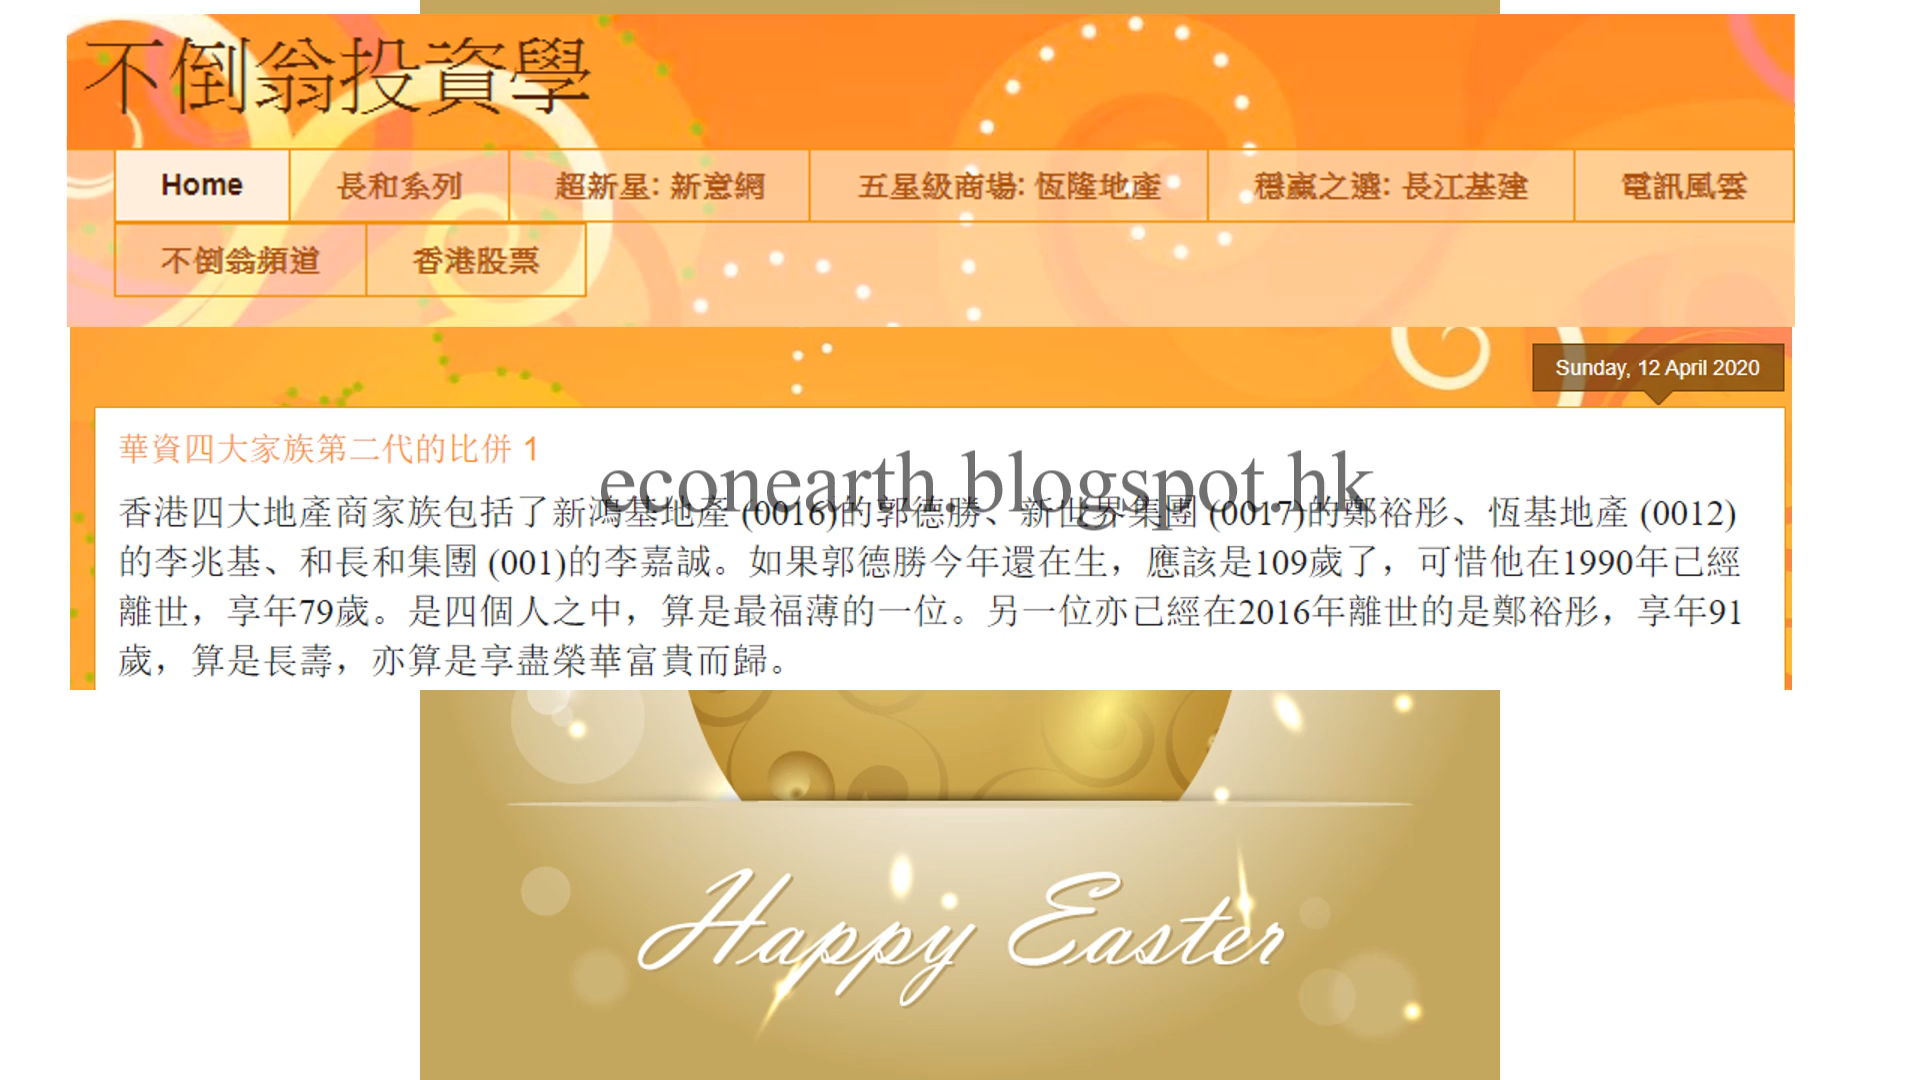 不倒翁投資學
Home 長和系列 超新星: 新意網 五星級商場: 恆隆地產 穩贏之選: 長江基建 電訊風雲
不倒翁頻道 香港股票
Sunday, 12 April 2020
華資四大家族第二代的比併 1
econearth.blogspot.hk
香港四大地產商家族包括了新鴻基地產 (0016)的郭德勝、新世界集團 (0017)的鄭裕彤、恆基地產 (0012)
的李兆基、和長和集團 (001)的李嘉誠。如果郭德勝今年還在生，應該是109歲了，可惜他在1990年已經
離世，享年79歲。是四個人之中，算是最福薄的一位。另一位亦已經在2016年離世的是鄭裕彤，享年91
歲，算是長壽，亦算是享盡榮華富貴而歸。
Happy Easter